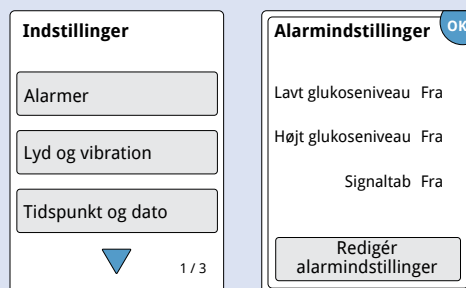 Indstillinger
Alarmer
Lyd og vibration
Tidspunkt og dato
1 / 3
Alarmindstillinger
OK
Lavt glukoseniveau Fra
Højt glukoseniveau Fra
Signaltab Fra
Redigér
alarmindstillinger